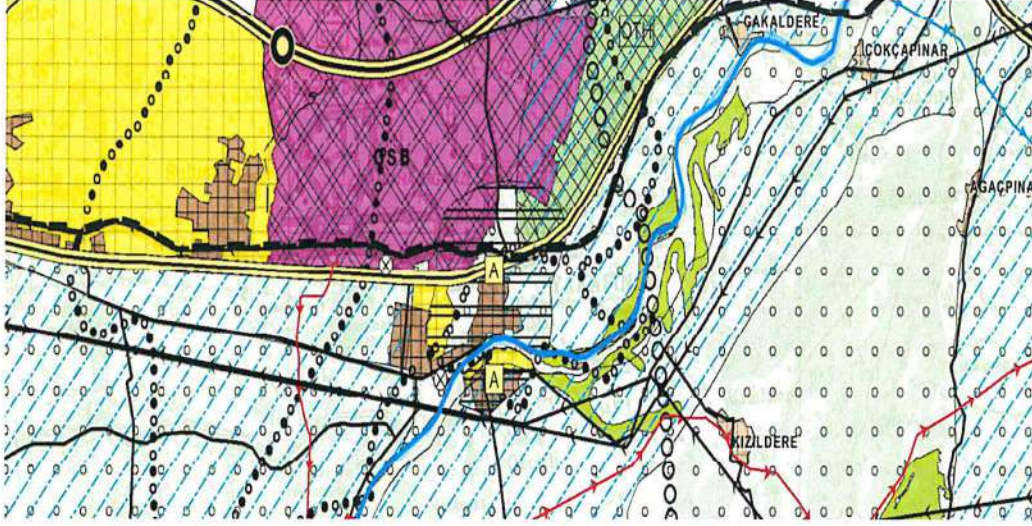 ÇAKALDERE
OTH
ÇOKÇAPINAR
OSB
AĞAÇPINA
A
A
KIZILDERE